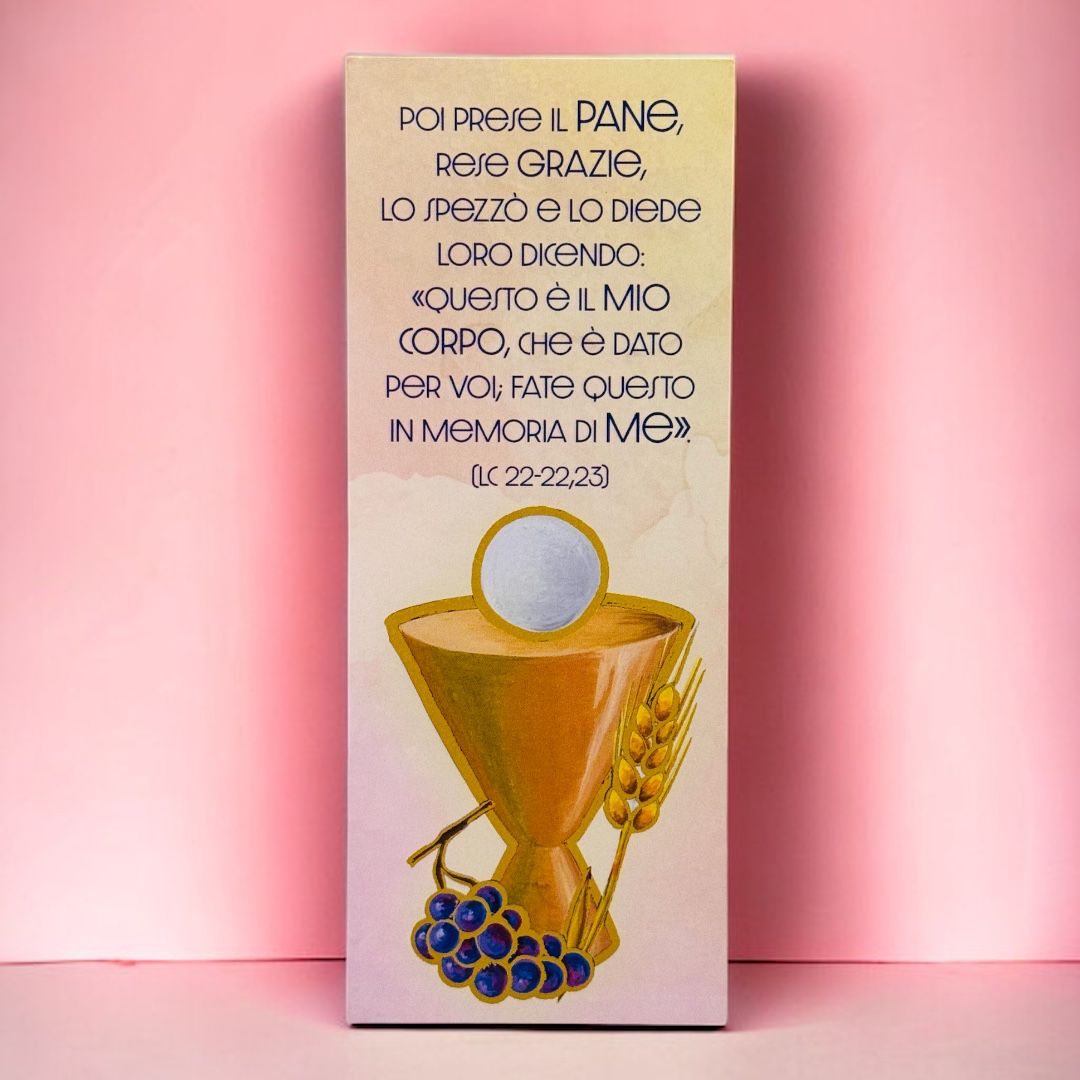 POI PRESE IL PANE,
RESE GRAZIE,
LO SPEZZÒ E LO DIEDE
LORO DICENDO:
«QUESTO È IL MIO
CORPO, CHE È DATO
PER VOI; FATE QUESTO
IN MEMORIA DI ME».
(LC 22-22,23)